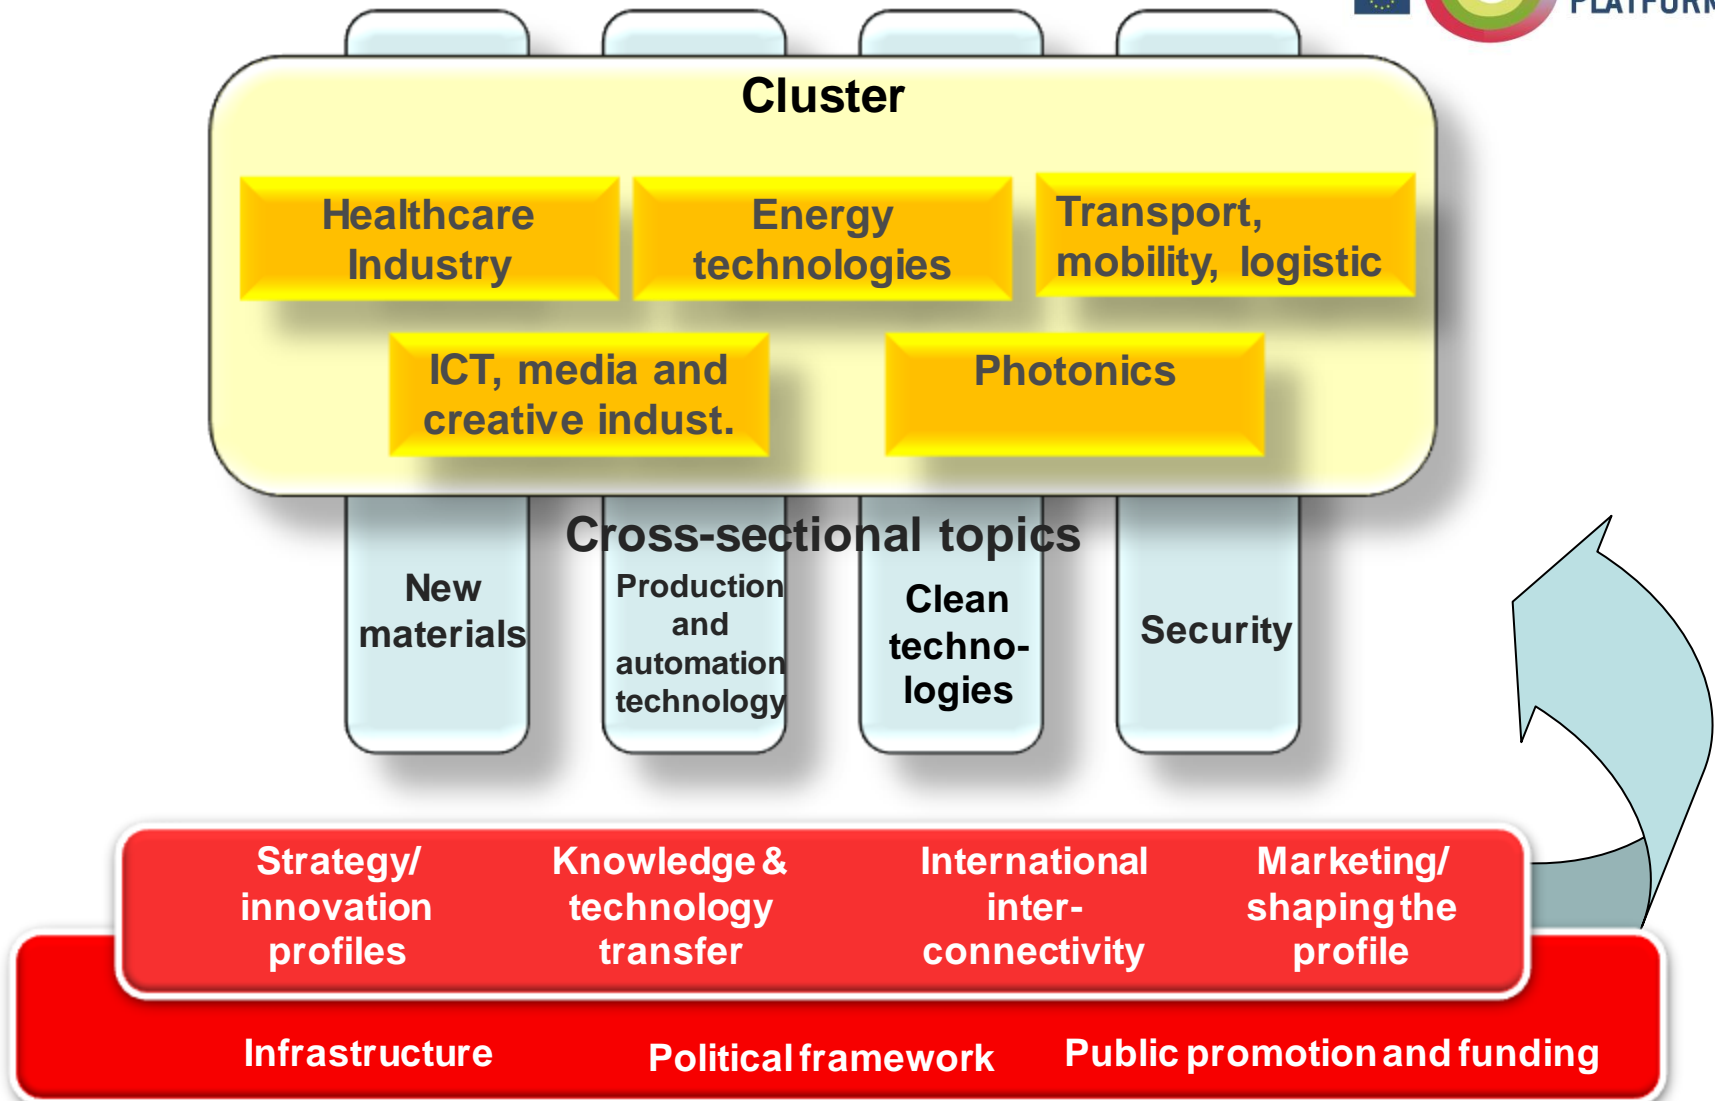 PLATFORM
Cluster
Healthcare
Industry
Energy
technologies
Transport,
mobility, logistic
ICT, media and
creative indust.
Photonics
Cross-sectional topics
New
materials
Production
and
automation
technology
Clean
techno-
logies
Security
Strategy/
innovation
profiles
Knowledge &
technology
transfer
International
inter-
connectivity
Marketing/
shaping the
profile
Infrastructure
Political framework
Public promotion and funding